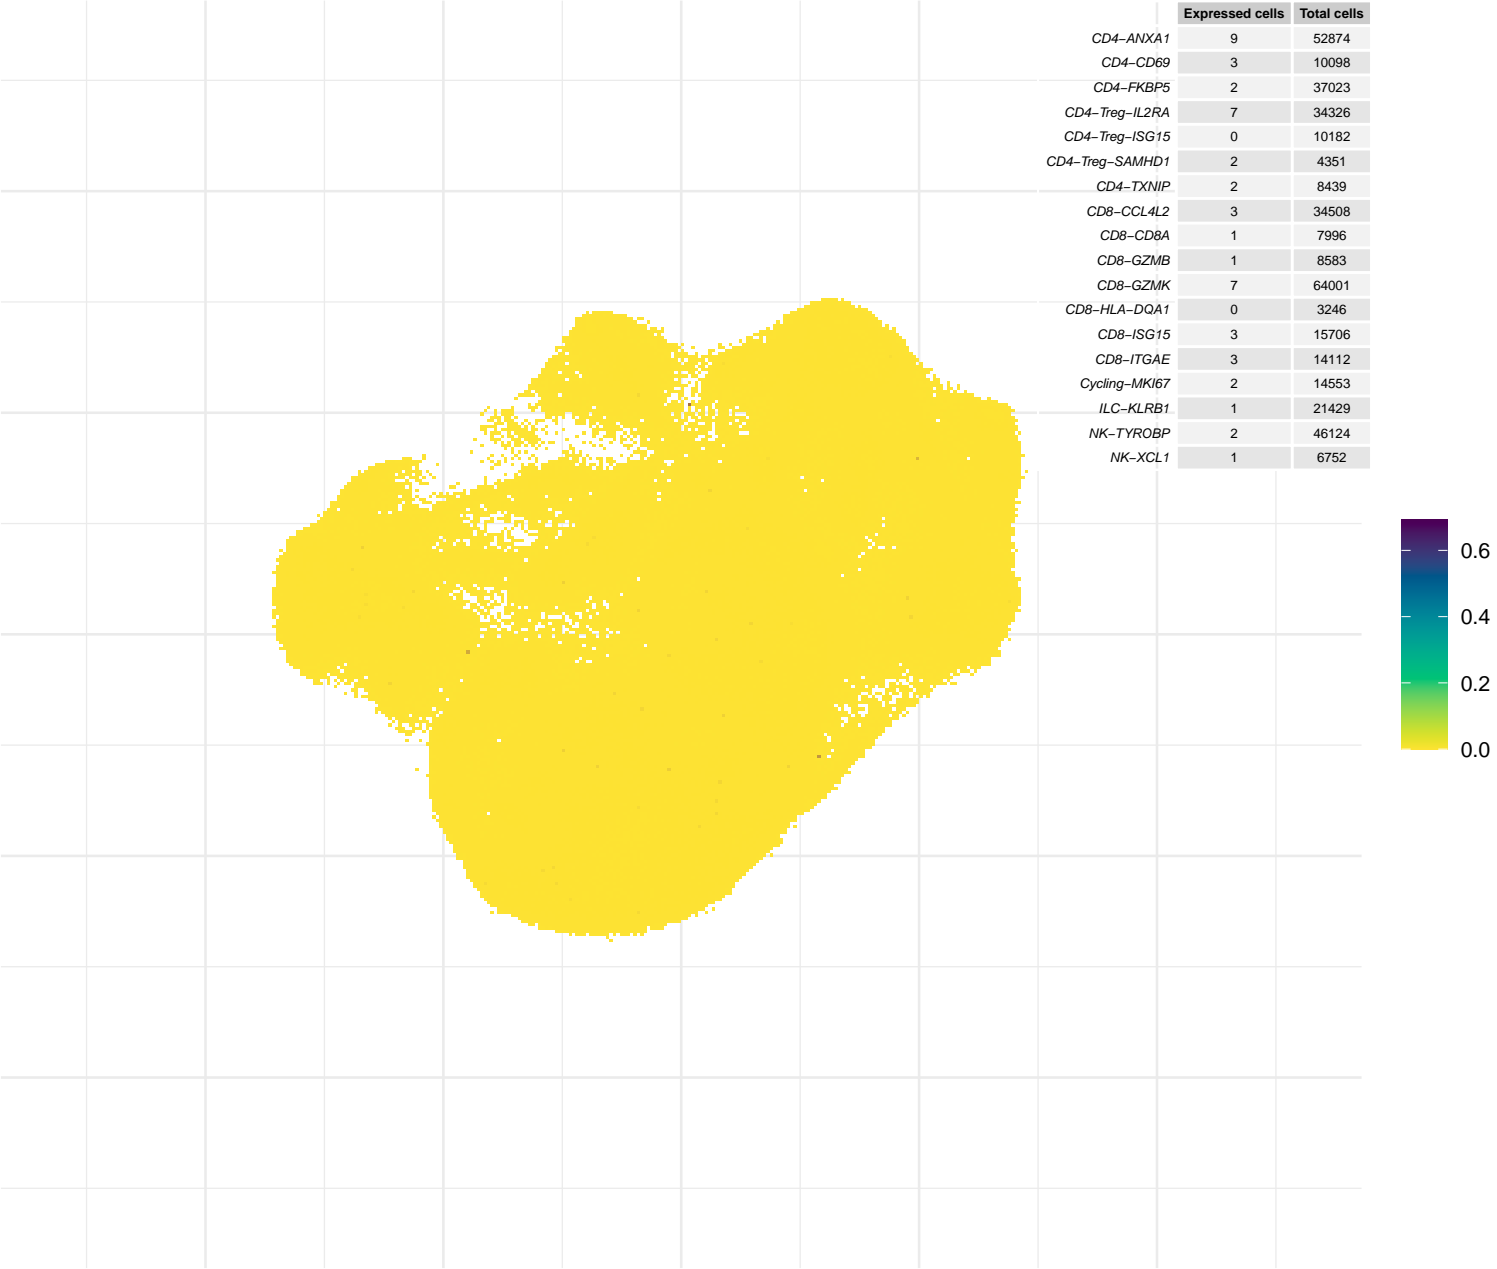 Expressed cells Total cells
CD4−ANXA1 9 52874
CD4−CD69 3 10098
CD4−FKBP5 2 37023
CD4−Treg−IL2RA 7 34326
CD4−Treg−ISG15 0 10182
CD4−Treg−SAMHD1 2 4351
CD4−TXNIP 2 8439
CD8−CCL4L2 3 34508
CD8−CD8A 1 7996
CD8−GZMB 1 8583
CD8−GZMK 7 64001
CD8−HLA−DQA1 0 3246
CD8−ISG15 3 15706
CD8−ITGAE 3 14112
Cycling−MKI67 2 14553
ILC−KLRB1 1 21429
NK−TYROBP 2 46124
NK−XCL1 1 6752
0.6
0.4
0.2
0.0